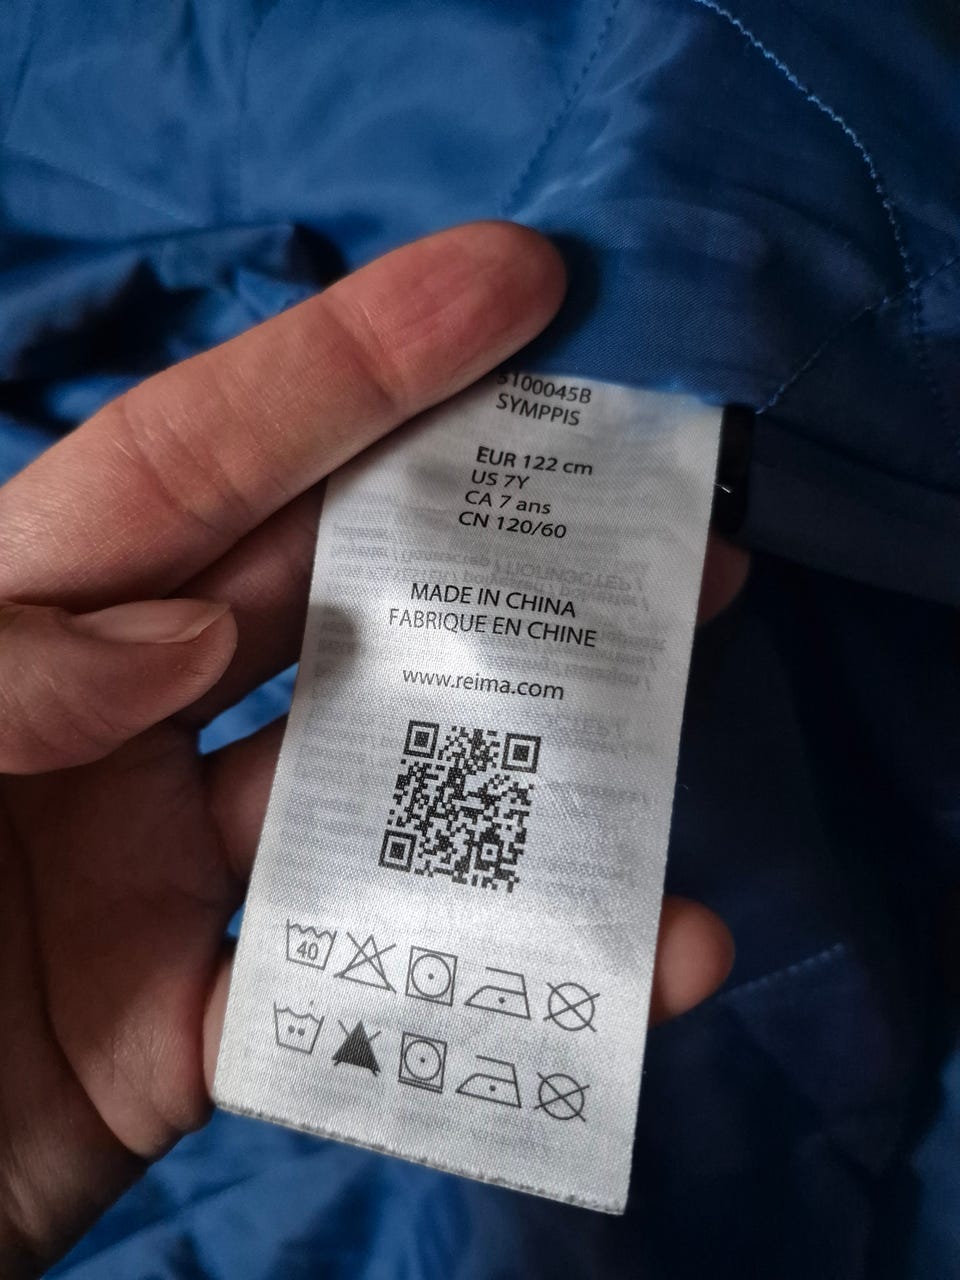 5100045B
SYMPPIS
EUR 122 cm
US 7Y
CA 7 ans
CN 120/60
MADE IN CHINA
FABRIQUE EN CHINE
www.reima.com
40